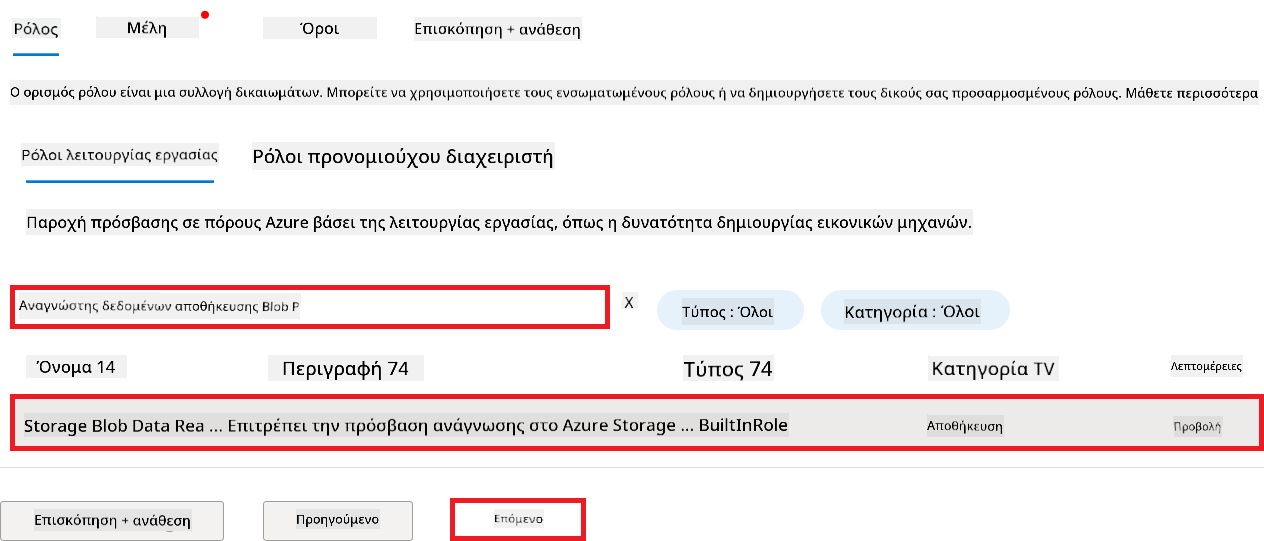 Ρόλος Μέλη Όροι Επισκόπηση + ανάθεση
Ο ορισμός ρόλου είναι μια συλλογή δικαιωμάτων. Μπορείτε να χρησιμοποιήσετε τους ενσωματωμένους ρόλους ή να δημιουργήσετε τους δικούς σας προσαρμοσμένους ρόλους. Μάθετε περισσότερα
Ρόλοι λειτουργίας εργασίας Ρόλοι προνομιούχου διαχειριστή
Παροχή πρόσβασης σε πόρους Azure βάσει της λειτουργίας εργασίας, όπως η δυνατότητα δημιουργίας εικονικών μηχανών.
Αναγνώστης δεδομένων αποθήκευσης Blob P X Τύπος : Όλοι Κατηγορία : Όλοι
Όνομα 14 Περιγραφή 74 Τύπος 74 Κατηγορία TV Λεπτομέρειες
Storage Blob Data Rea ... Επιτρέπει την πρόσβαση ανάγνωσης στο Azure Storage ... BuiltInRole Αποθήκευση Προβολή
Επισκόπηση + ανάθεση Προηγούμενο Επόμενο